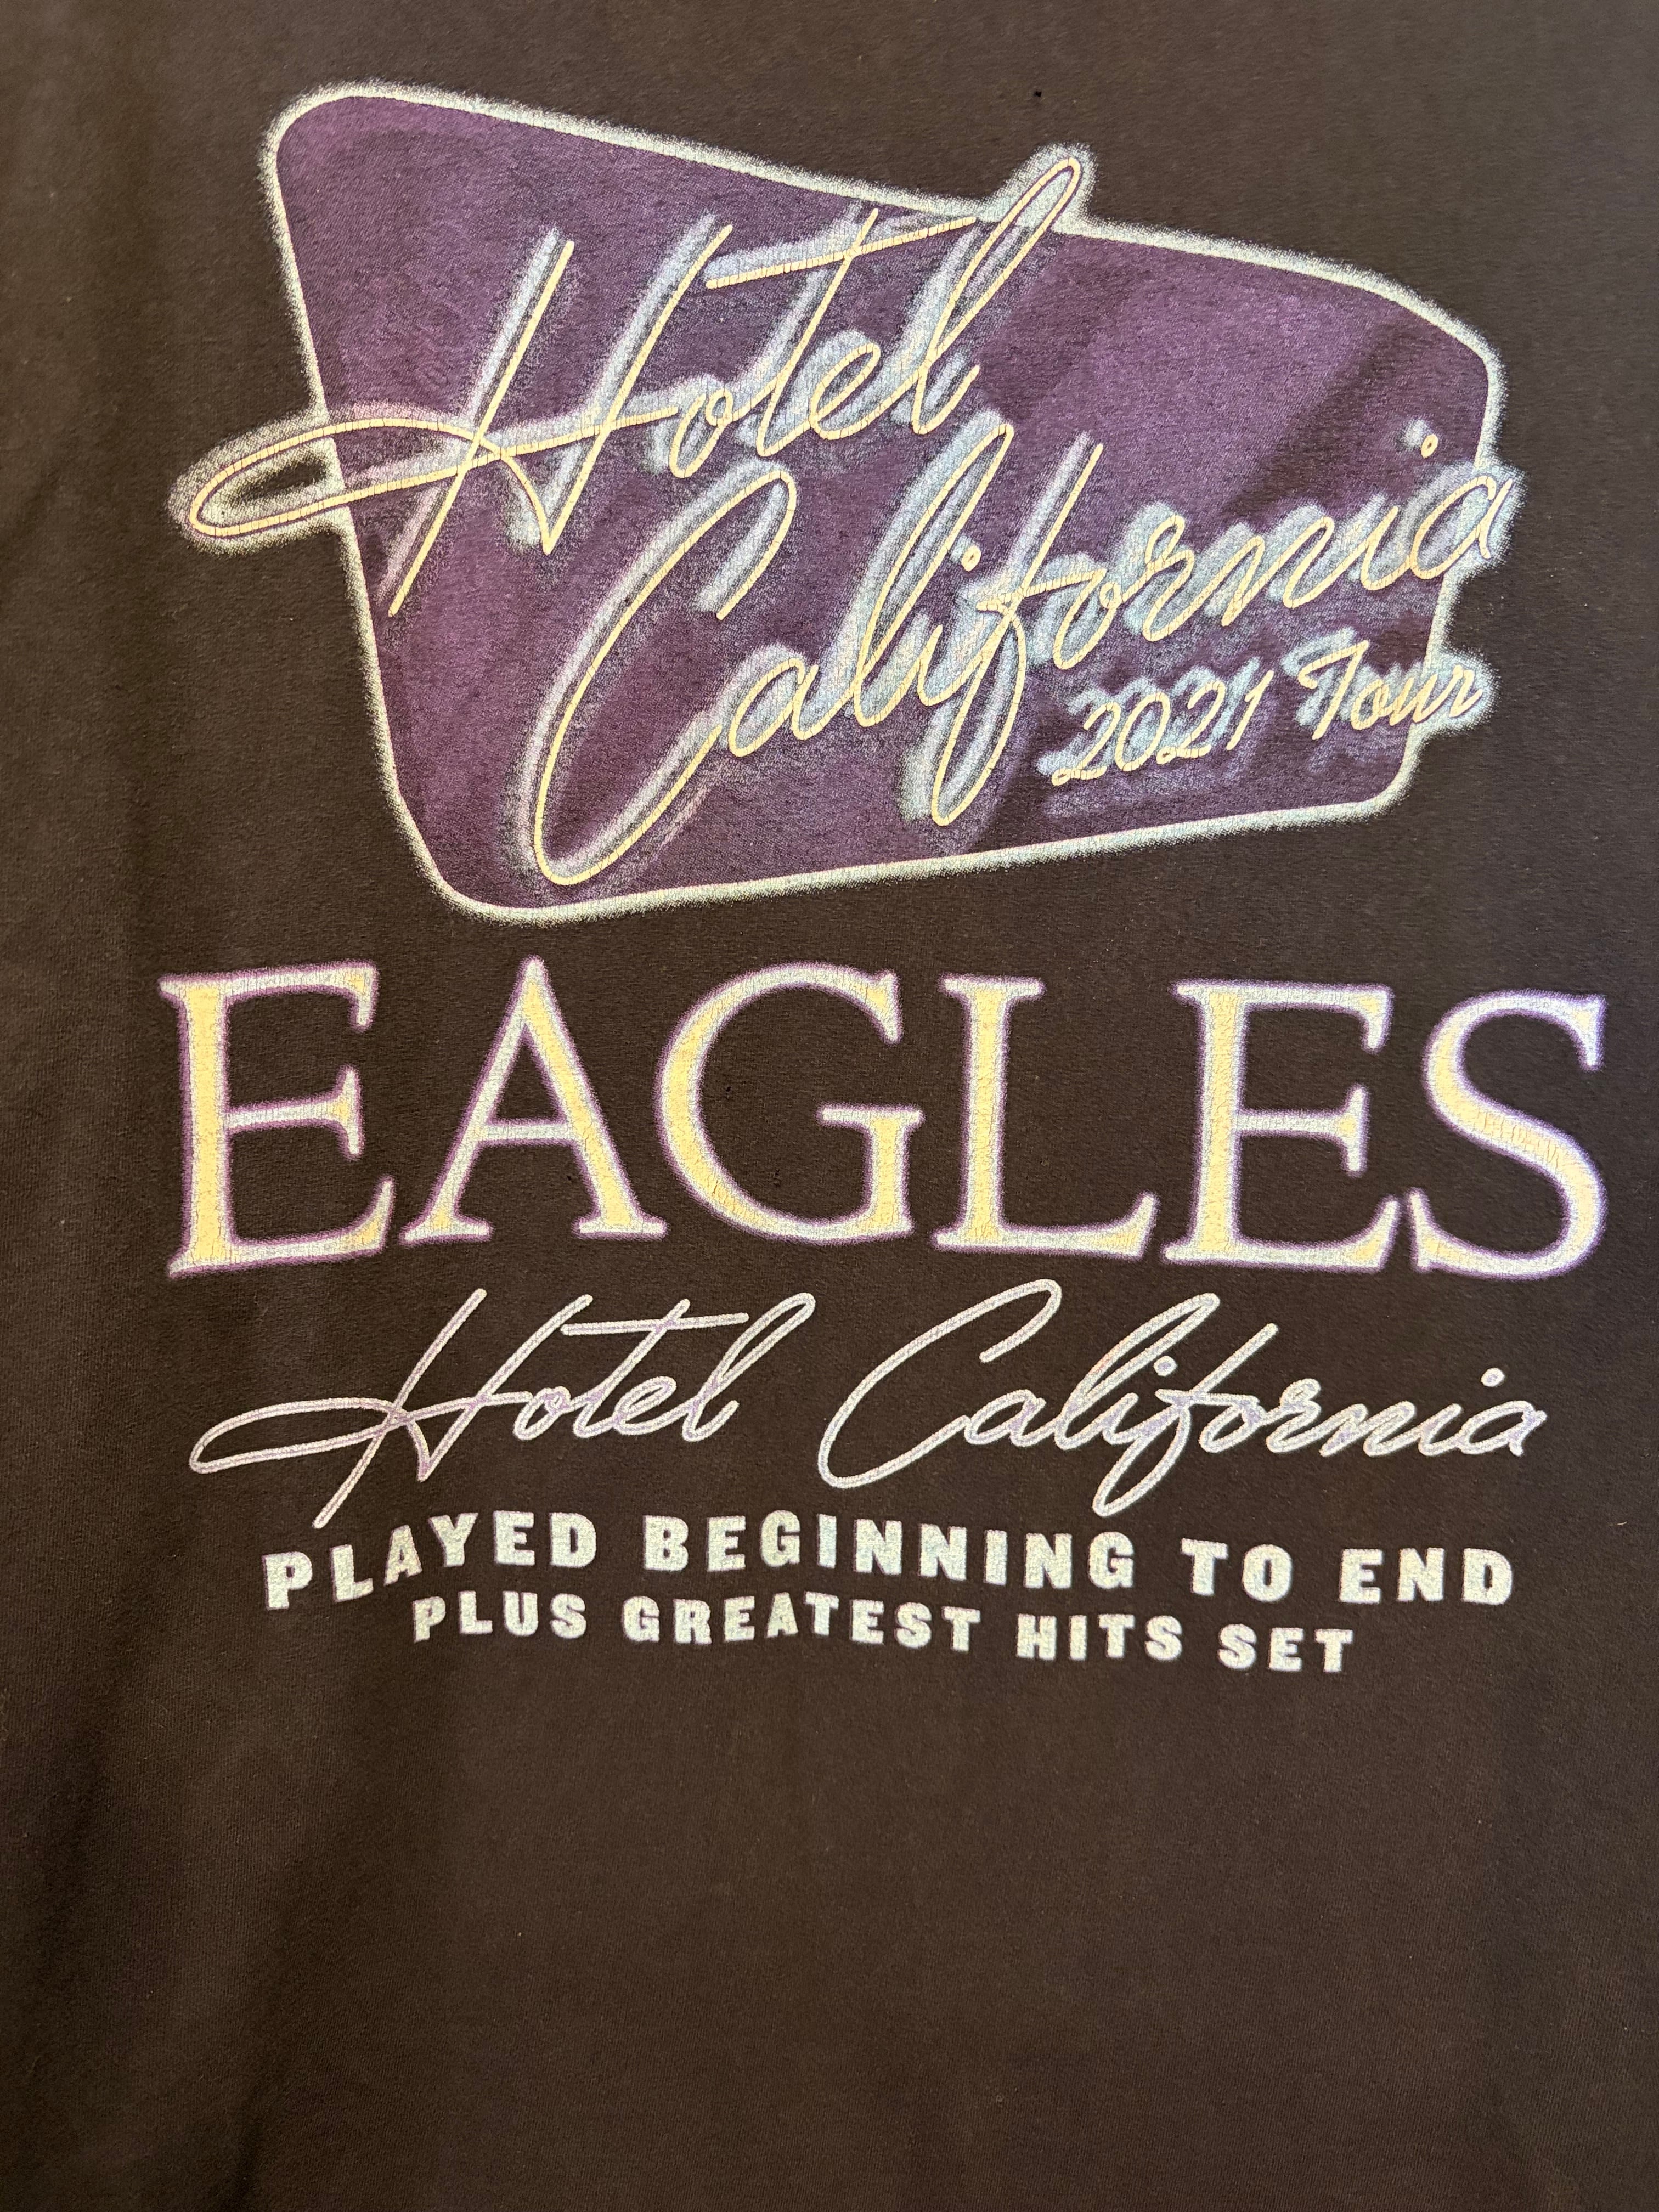 Hotel
California
2021 Tour
EAGLES
Hotel California
PLAYED BEGINNING TO END
PLUS GREATEST HITS SET